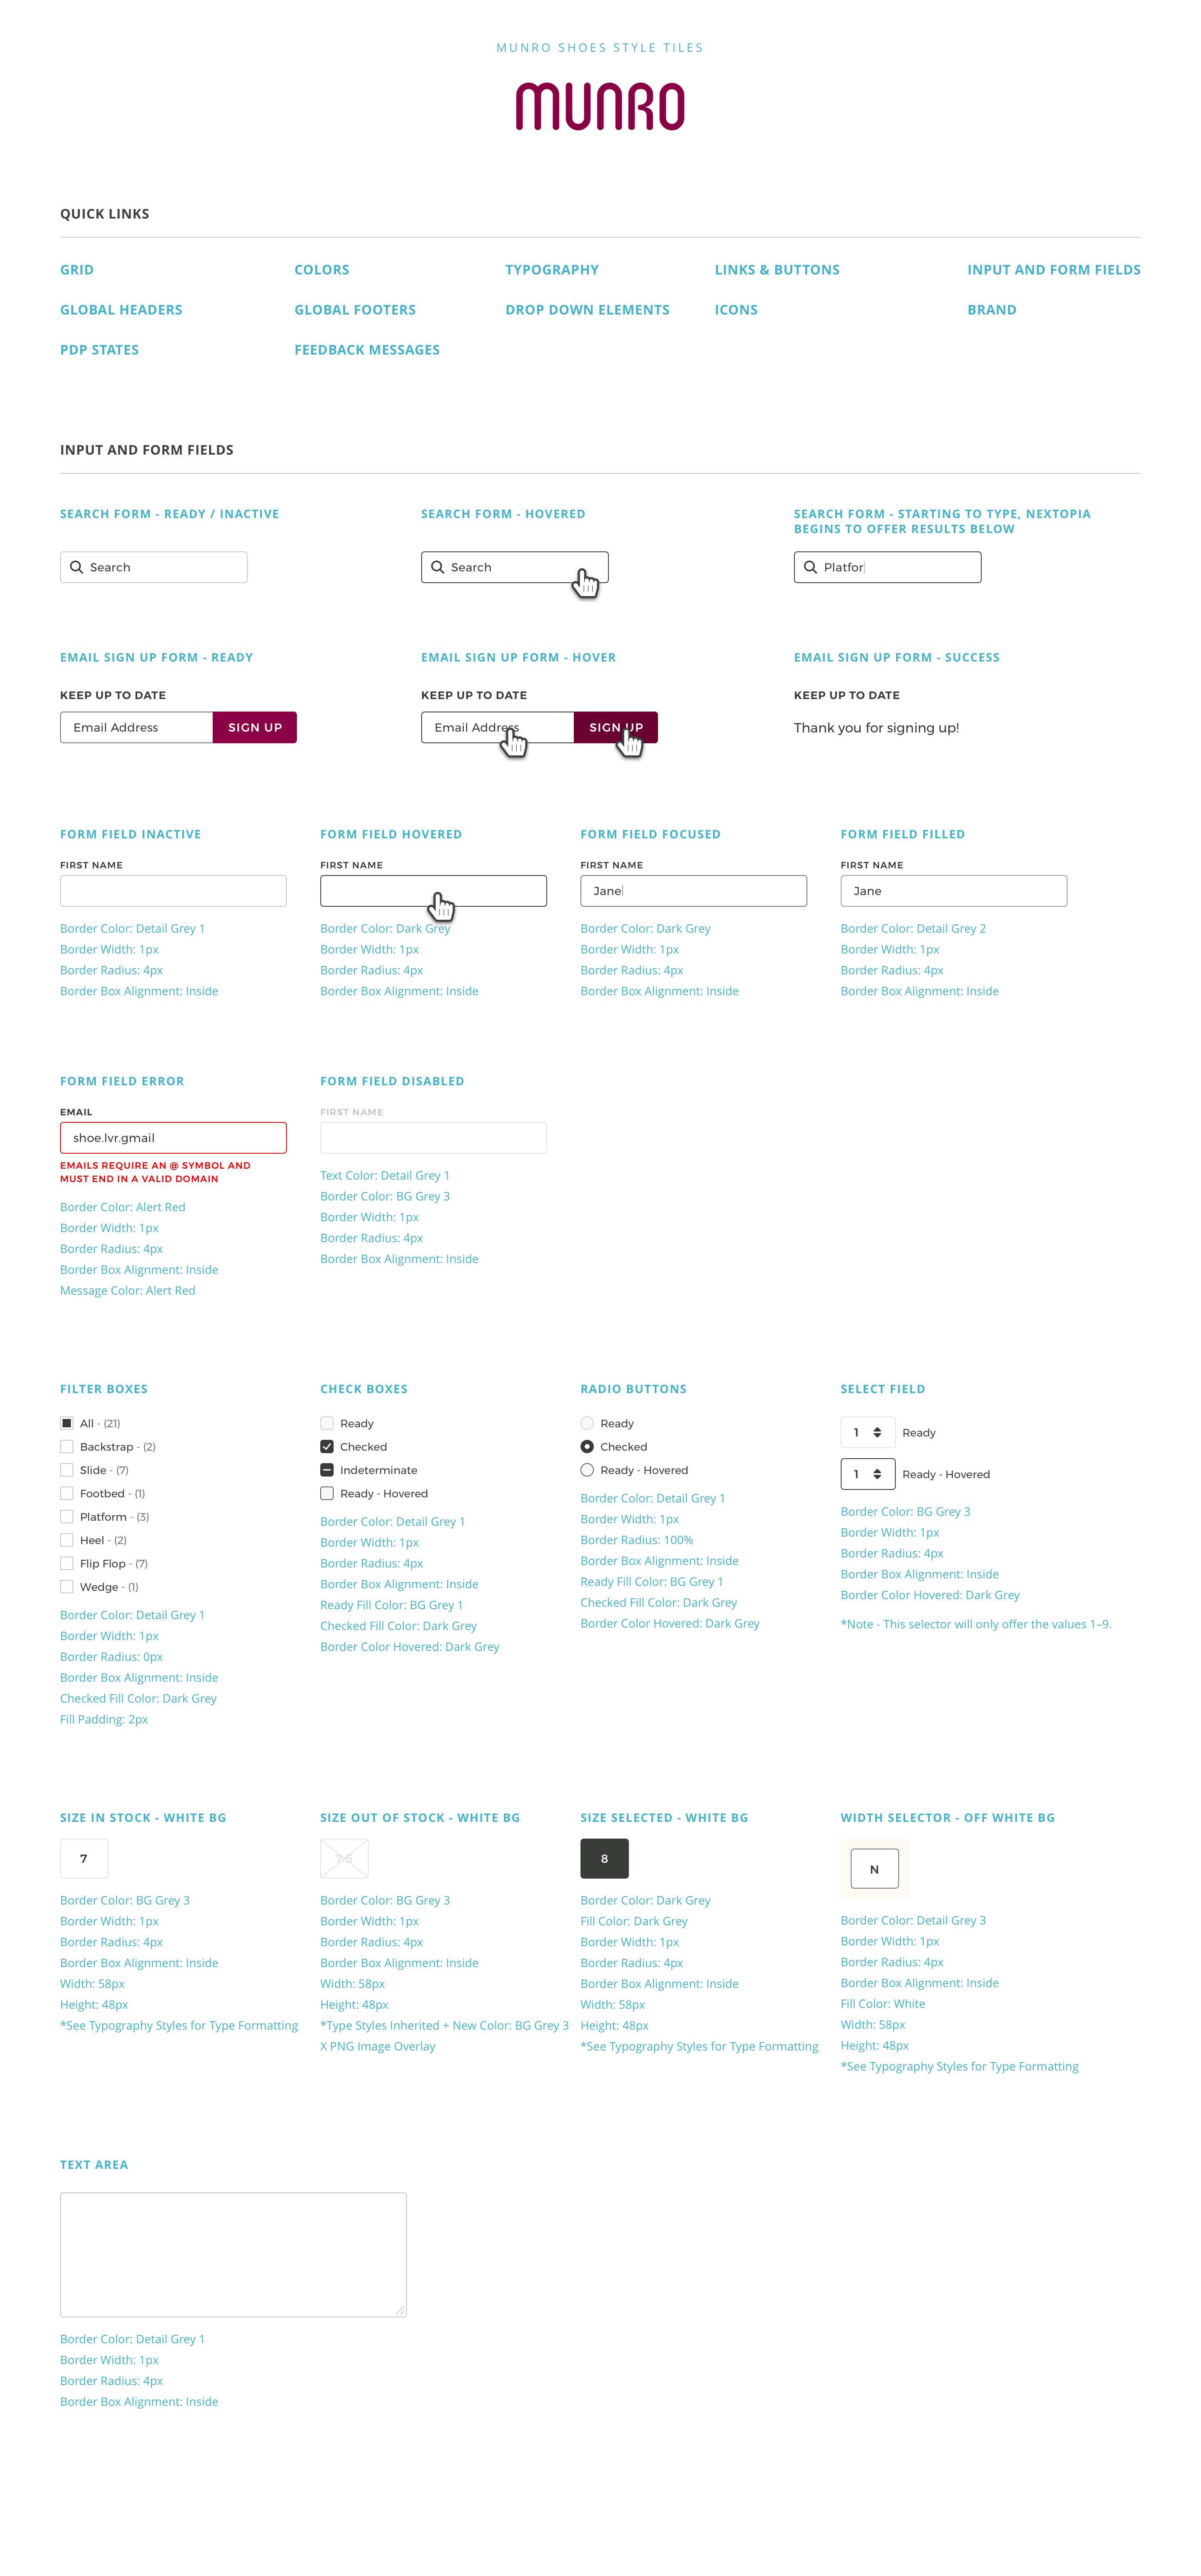 MUNRO SHOES STYLE TILES
MUNRO
QUICK LINKS
GRID
COLORS
TYPOGRAPHY
LINKS & BUTTONS
INPUT AND FORM FIELDS
GLOBAL HEADERS
GLOBAL FOOTERS
DROP DOWN ELEMENTS
ICONS
BRAND
PDP STATES
FEEDBACK MESSAGES
INPUT AND FORM FIELDS
SEARCH FORM - READY / INACTIVE
Search
SEARCH FORM - HOVERED
Search
SEARCH FORM - STARTING TO TYPE, NEXTOPIA
BEGINS TO OFFER RESULTS BELOW
Platfor
EMAIL SIGN UP FORM - READY
KEEP UP TO DATE
Email Address
SIGN UP
EMAIL SIGN UP FORM - HOVER
KEEP UP TO DATE
Email Address
SIGN UP
EMAIL SIGN UP FORM - SUCCESS
KEEP UP TO DATE
Thank you for signing up!
FORM FIELD INACTIVE
FIRST NAME
Border Color: Detail Grey 1
Border Width: 1px
Border Radius: 4px
Border Box Alignment: Inside
FORM FIELD HOVERED
FIRST NAME
Border Color: Dark Grey
Border Width: 1px
Border Radius: 4px
Border Box Alignment: Inside
FORM FIELD FOCUSED
FIRST NAME
Jane
Border Color: Dark Grey
Border Width: 1px
Border Radius: 4px
Border Box Alignment: Inside
FORM FIELD FILLED
FIRST NAME
Jane
Border Color: Detail Grey 2
Border Width: 1px
Border Radius: 4px
Border Box Alignment: Inside
FORM FIELD ERROR
EMAIL
shoe.lvr.gmail
EMAILS REQUIRE AN @ SYMBOL AND
MUST END IN A VALID DOMAIN
Border Color: Alert Red
Border Width: 1px
Border Radius: 4px
Border Box Alignment: Inside
Message Color: Alert Red
FORM FIELD DISABLED
FIRST NAME
Text Color: Detail Grey 1
Border Color: BG Grey 3
Border Width: 1px
Border Radius: 4px
Border Box Alignment: Inside
FILTER BOXES
All - (21)
Backstrap - (2)
Slide - (7)
Footbed - (1)
Platform - (3)
Heel - (2)
Flip Flop - (7)
Wedge - (1)
Border Color: Detail Grey 1
Border Width: 1px
Border Radius: 0px
Border Box Alignment: Inside
Checked Fill Color: Dark Grey
Fill Padding: 2px
CHECK BOXES
Ready
Checked
Indeterminate
Ready - Hovered
Border Color: Detail Grey 1
Border Width: 1px
Border Radius: 4px
Border Box Alignment: Inside
Ready Fill Color: BG Grey 1
Checked Fill Color: Dark Grey
Border Color Hovered: Dark Grey
RADIO BUTTONS
Ready
Checked
Ready - Hovered
Border Color: Detail Grey 1
Border Width: 1px
Border Radius: 100%
Border Box Alignment: Inside
Ready Fill Color: BG Grey 1
Checked Fill Color: Dark Grey
Border Color Hovered: Dark Grey
SELECT FIELD
1 Ready
1 Ready - Hovered
Border Color: BG Grey 3
Border Width: 1px
Border Radius: 4px
Border Box Alignment: Inside
Border Color Hovered: Dark Grey
*Note - This selector will only offer the values 1–9.
SIZE IN STOCK - WHITE BG
7
Border Color: BG Grey 3
Border Width: 1px
Border Radius: 4px
Border Box Alignment: Inside
Width: 58px
Height: 48px
*See Typography Styles for Type Formatting
SIZE OUT OF STOCK - WHITE BG
7.5
Border Color: BG Grey 3
Border Width: 1px
Border Radius: 4px
Border Box Alignment: Inside
Width: 58px
Height: 48px
*Type Styles Inherited + New Color: BG Grey 3
X PNG Image Overlay
SIZE SELECTED - WHITE BG
8
Border Color: Dark Grey
Fill Color: Dark Grey
Border Width: 1px
Border Radius: 4px
Border Box Alignment: Inside
Width: 58px
Height: 48px
*See Typography Styles for Type Formatting
WIDTH SELECTOR - OFF WHITE BG
N
Border Color: Detail Grey 3
Border Width: 1px
Border Radius: 4px
Border Box Alignment: Inside
Fill Color: White
Width: 58px
Height: 48px
*See Typography Styles for Type Formatting
TEXT AREA
Border Color: Detail Grey 1
Border Width: 1px
Border Radius: 4px
Border Box Alignment: Inside